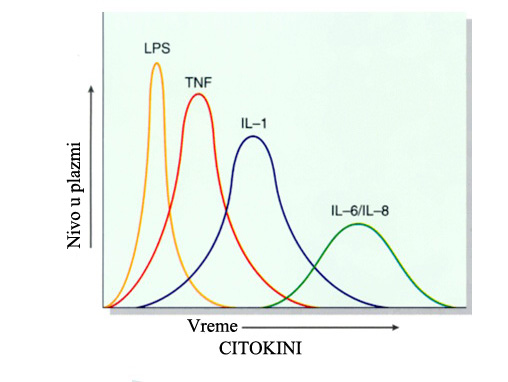 LPS
TNF
IL–1
IL–6/IL–8
Nivo u plazmi
Vreme
CITOKINI